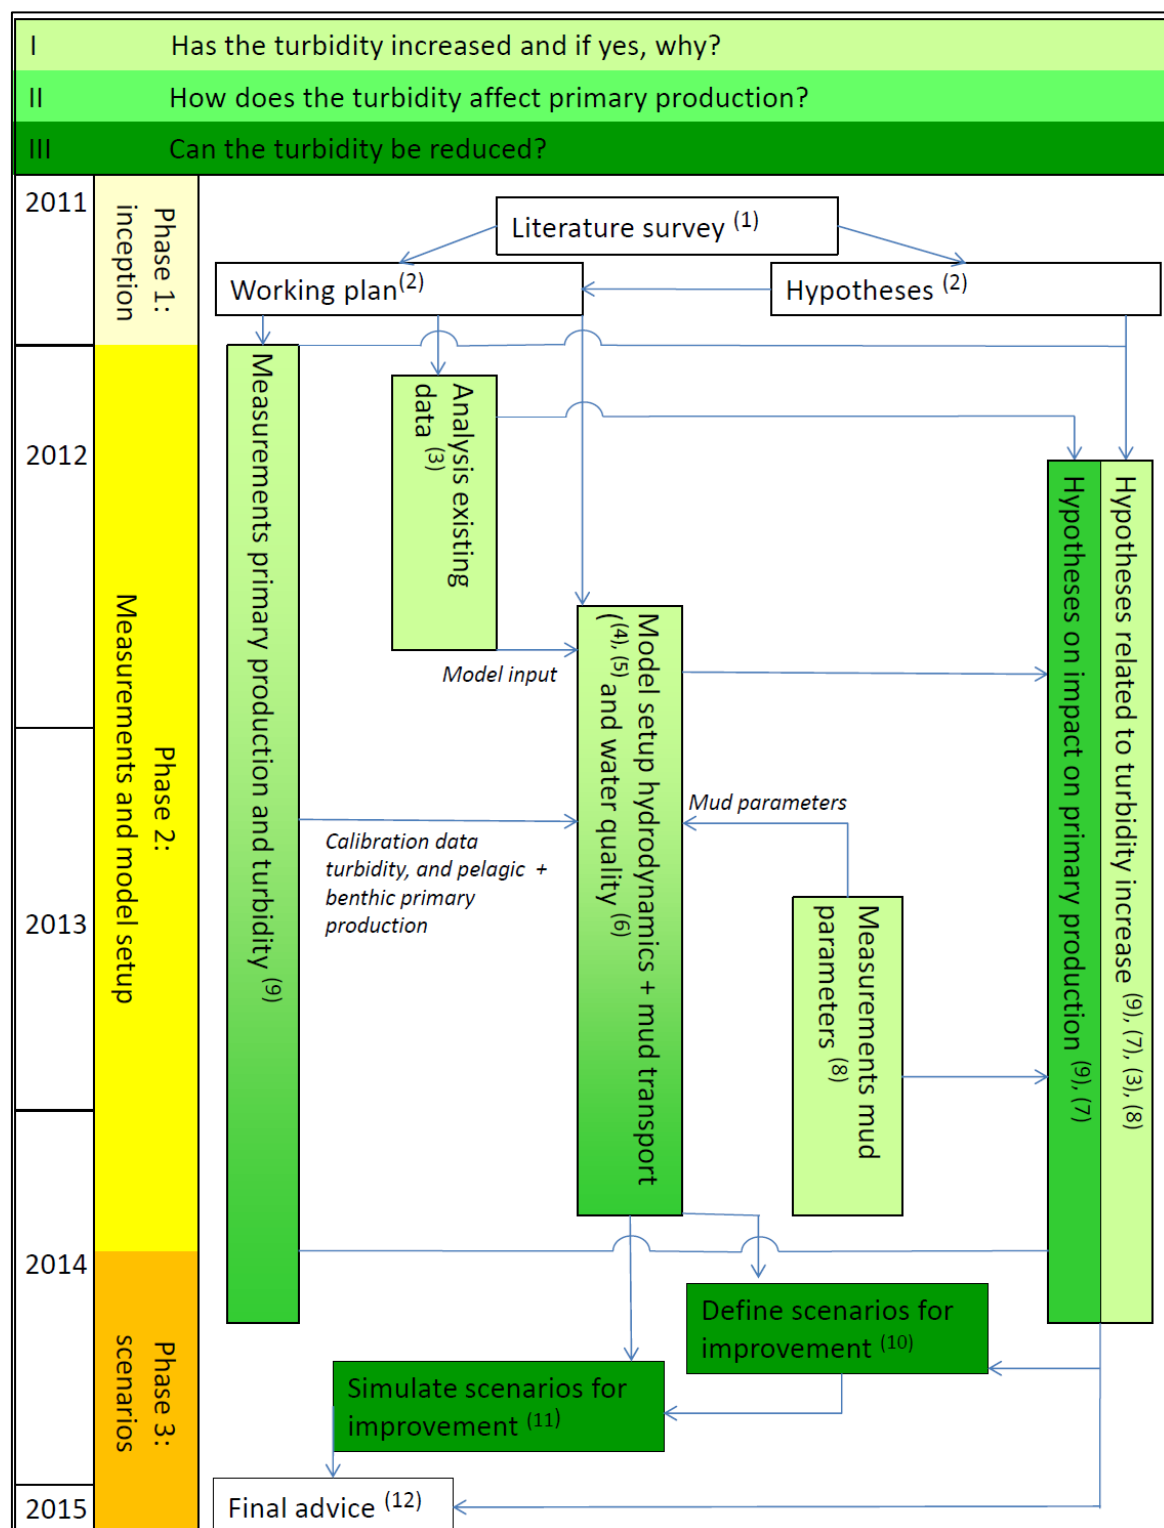 I Has the turbidity increased and if yes, why?
II How does the turbidity affect primary production?
III Can the turbidity be reduced?
2011
Phase 1:
inception
Literature survey (1)
Working plan(2)
Hypotheses (2)
2012
2013
2014
2015
Phase 2:
Measurements and model setup
Measurements primary production and turbidity (9)
Analysis existing
data (3)
Model input
Model setup hydrodynamics + mud transport
((4), (5) and water quality (6)
Hypotheses on impact on primary production (9), (7)
Hypotheses related to turbidity increase (9), (7), (3), (8)
Mud parameters
Calibration data
turbidity, and pelagic +
benthic primary
production
Measurements mud
parameters (8)
Phase 3:
scenarios
Define scenarios for
improvement (10)
Simulate scenarios for
improvement (11)
Final advice (12)